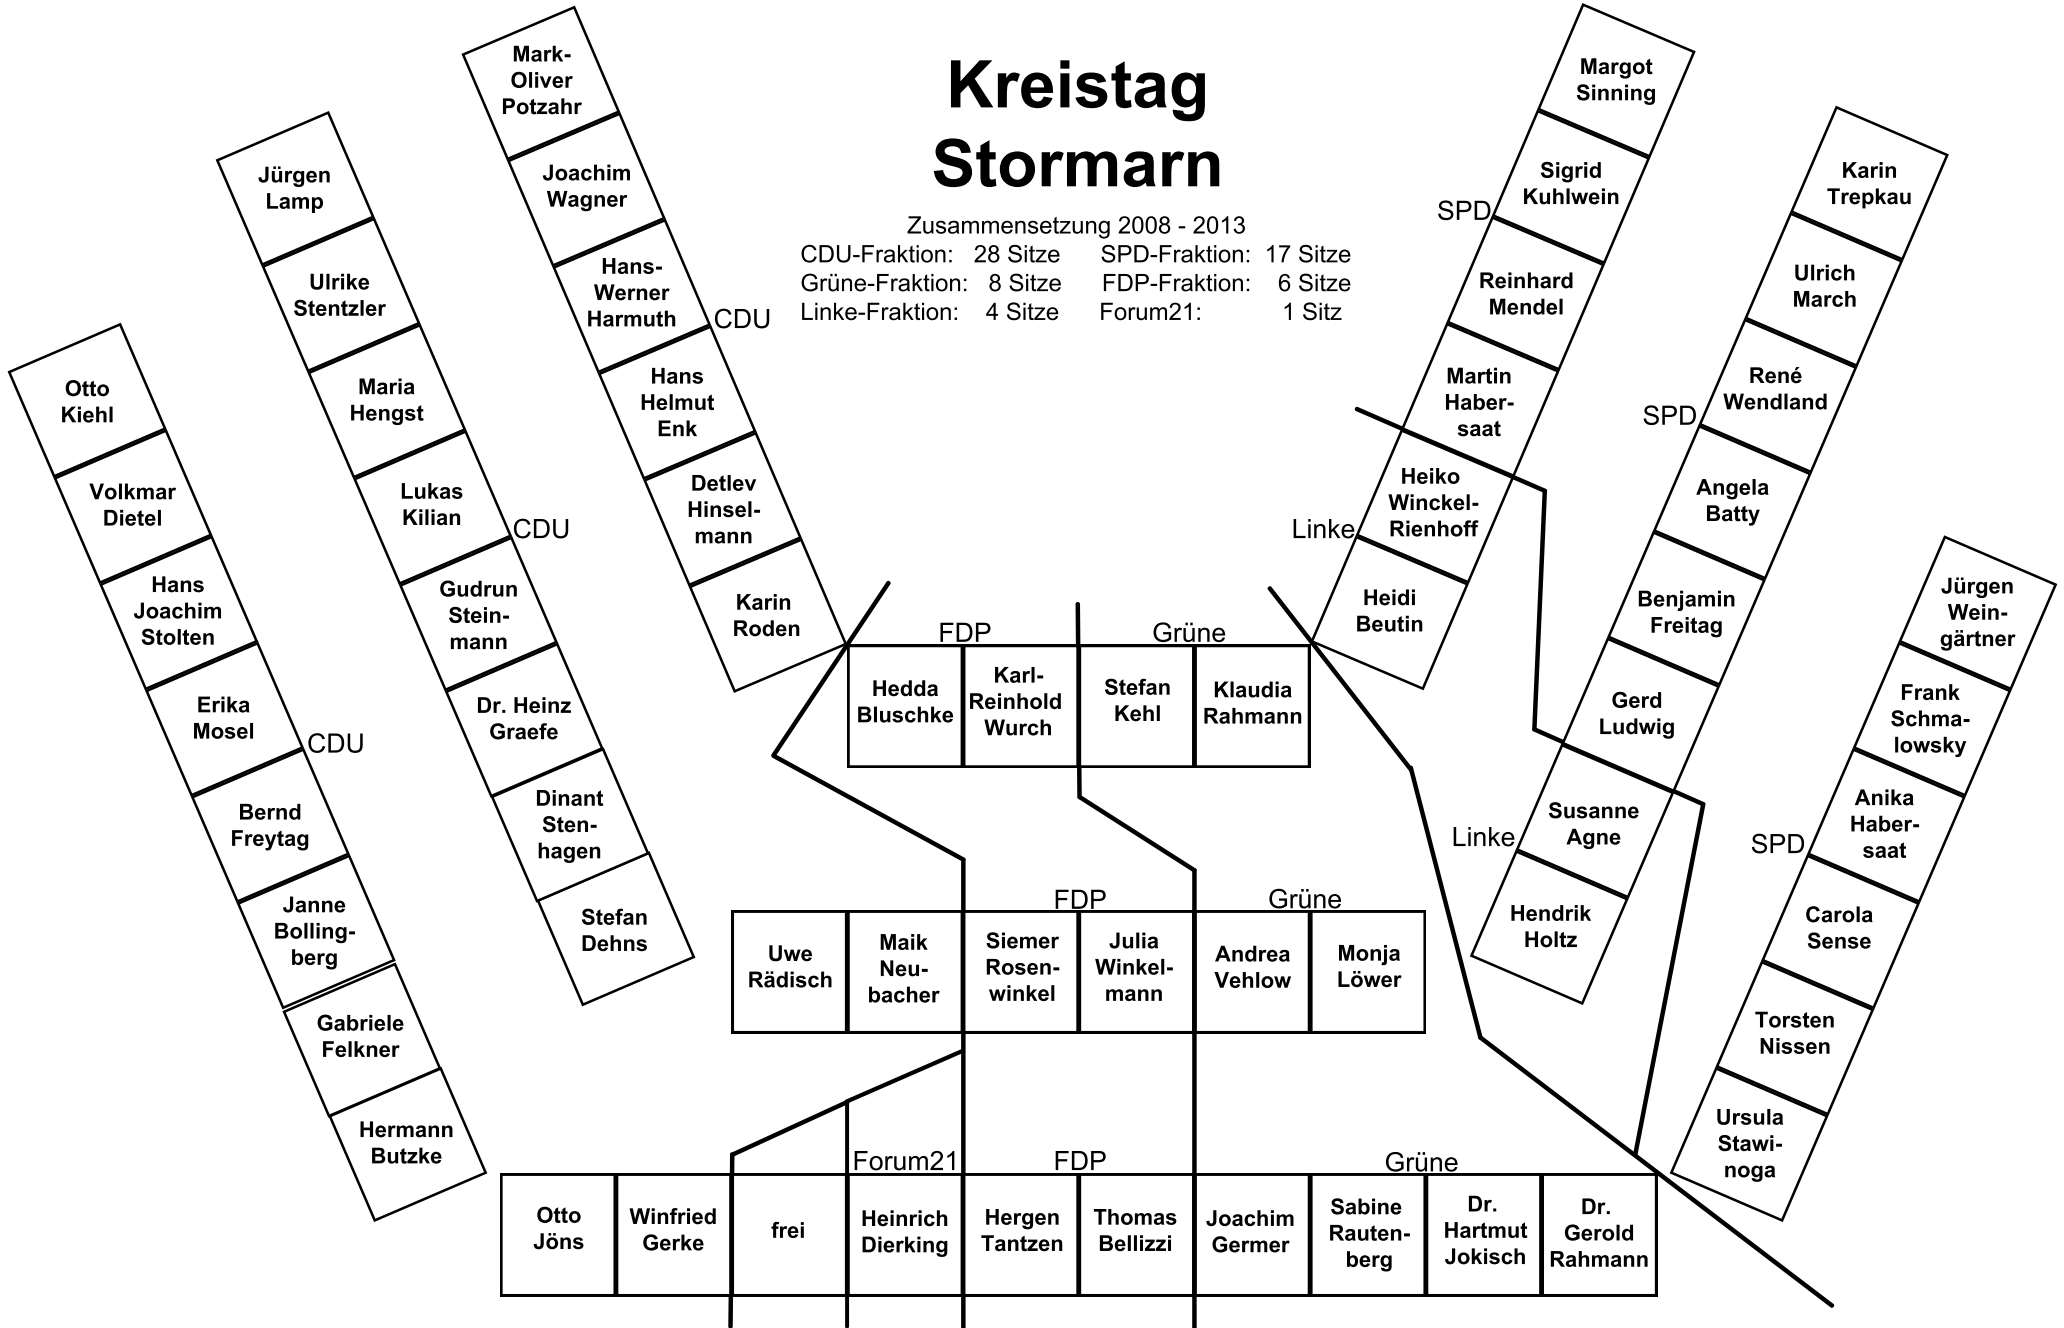 Kreistag
Stormarn
Zusammensetzung 2008 - 2013
CDU-Fraktion: 28 Sitze SPD-Fraktion: 17 Sitze
Grüne-Fraktion: 8 Sitze FDP-Fraktion: 6 Sitze
Linke-Fraktion: 4 Sitze Forum21: 1 Sitz
Otto
Kiehl
Volkmar
Dietel
Hans
Joachim
Stolten
Erika
Mosel
CDU
Bernd
Freytag
Janne
Bolling-
berg
Gabriele
Felkner
Hermann
Butzke
Jürgen
Lamp
Ulrike
Stentzler
Maria
Hengst
Lukas
Kilian
CDU
Gudrun
Stein-
mann
Dr. Heinz
Graefe
Dinant
Sten-
hagen
Stefan
Dehns
Mark-
Oliver
Potzahr
Joachim
Wagner
Hans-
Werner
Harmuth
CDU
Hans
Helmut
Enk
Detlev
Hinsel-
mann
Karin
Roden
FDP
Grüne
Hedda
Bluschke
Karl-
Reinhold
Wurch
Stefan
Kehl
Klaudia
Rahmann
FDP
Grüne
Uwe
Rädisch
Maik
Neu-
bacher
Siemer
Rosen-
winkel
Julia
Winkel-
mann
Andrea
Vehlow
Monja
Löwer
Forum21
FDP
Grüne
Otto
Jöns
Winfried
Gerke
frei
Heinrich
Dierking
Hergen
Tantzen
Thomas
Bellizzi
Joachim
Germer
Sabine
Rauten-
berg
Dr.
Hartmut
Jokisch
Dr.
Gerold
Rahmann
Margot
Sinning
Sigrid
Kuhlwein
SPD
Reinhard
Mendel
Martin
Haber-
saat
Heiko
Winckel-
Rienhoff
Linke
Heidi
Beutin
Karin
Trepkau
Ulrich
March
René
Wendland
SPD
Angela
Batty
Benjamin
Freitag
Gerd
Ludwig
Susanne
Agne
Linke
Hendrik
Holtz
Jürgen
Wein-
gärtner
Frank
Schma-
lowsky
Anika
Haber-
saat
SPD
Carola
Sense
Torsten
Nissen
Ursula
Stawi-
noga